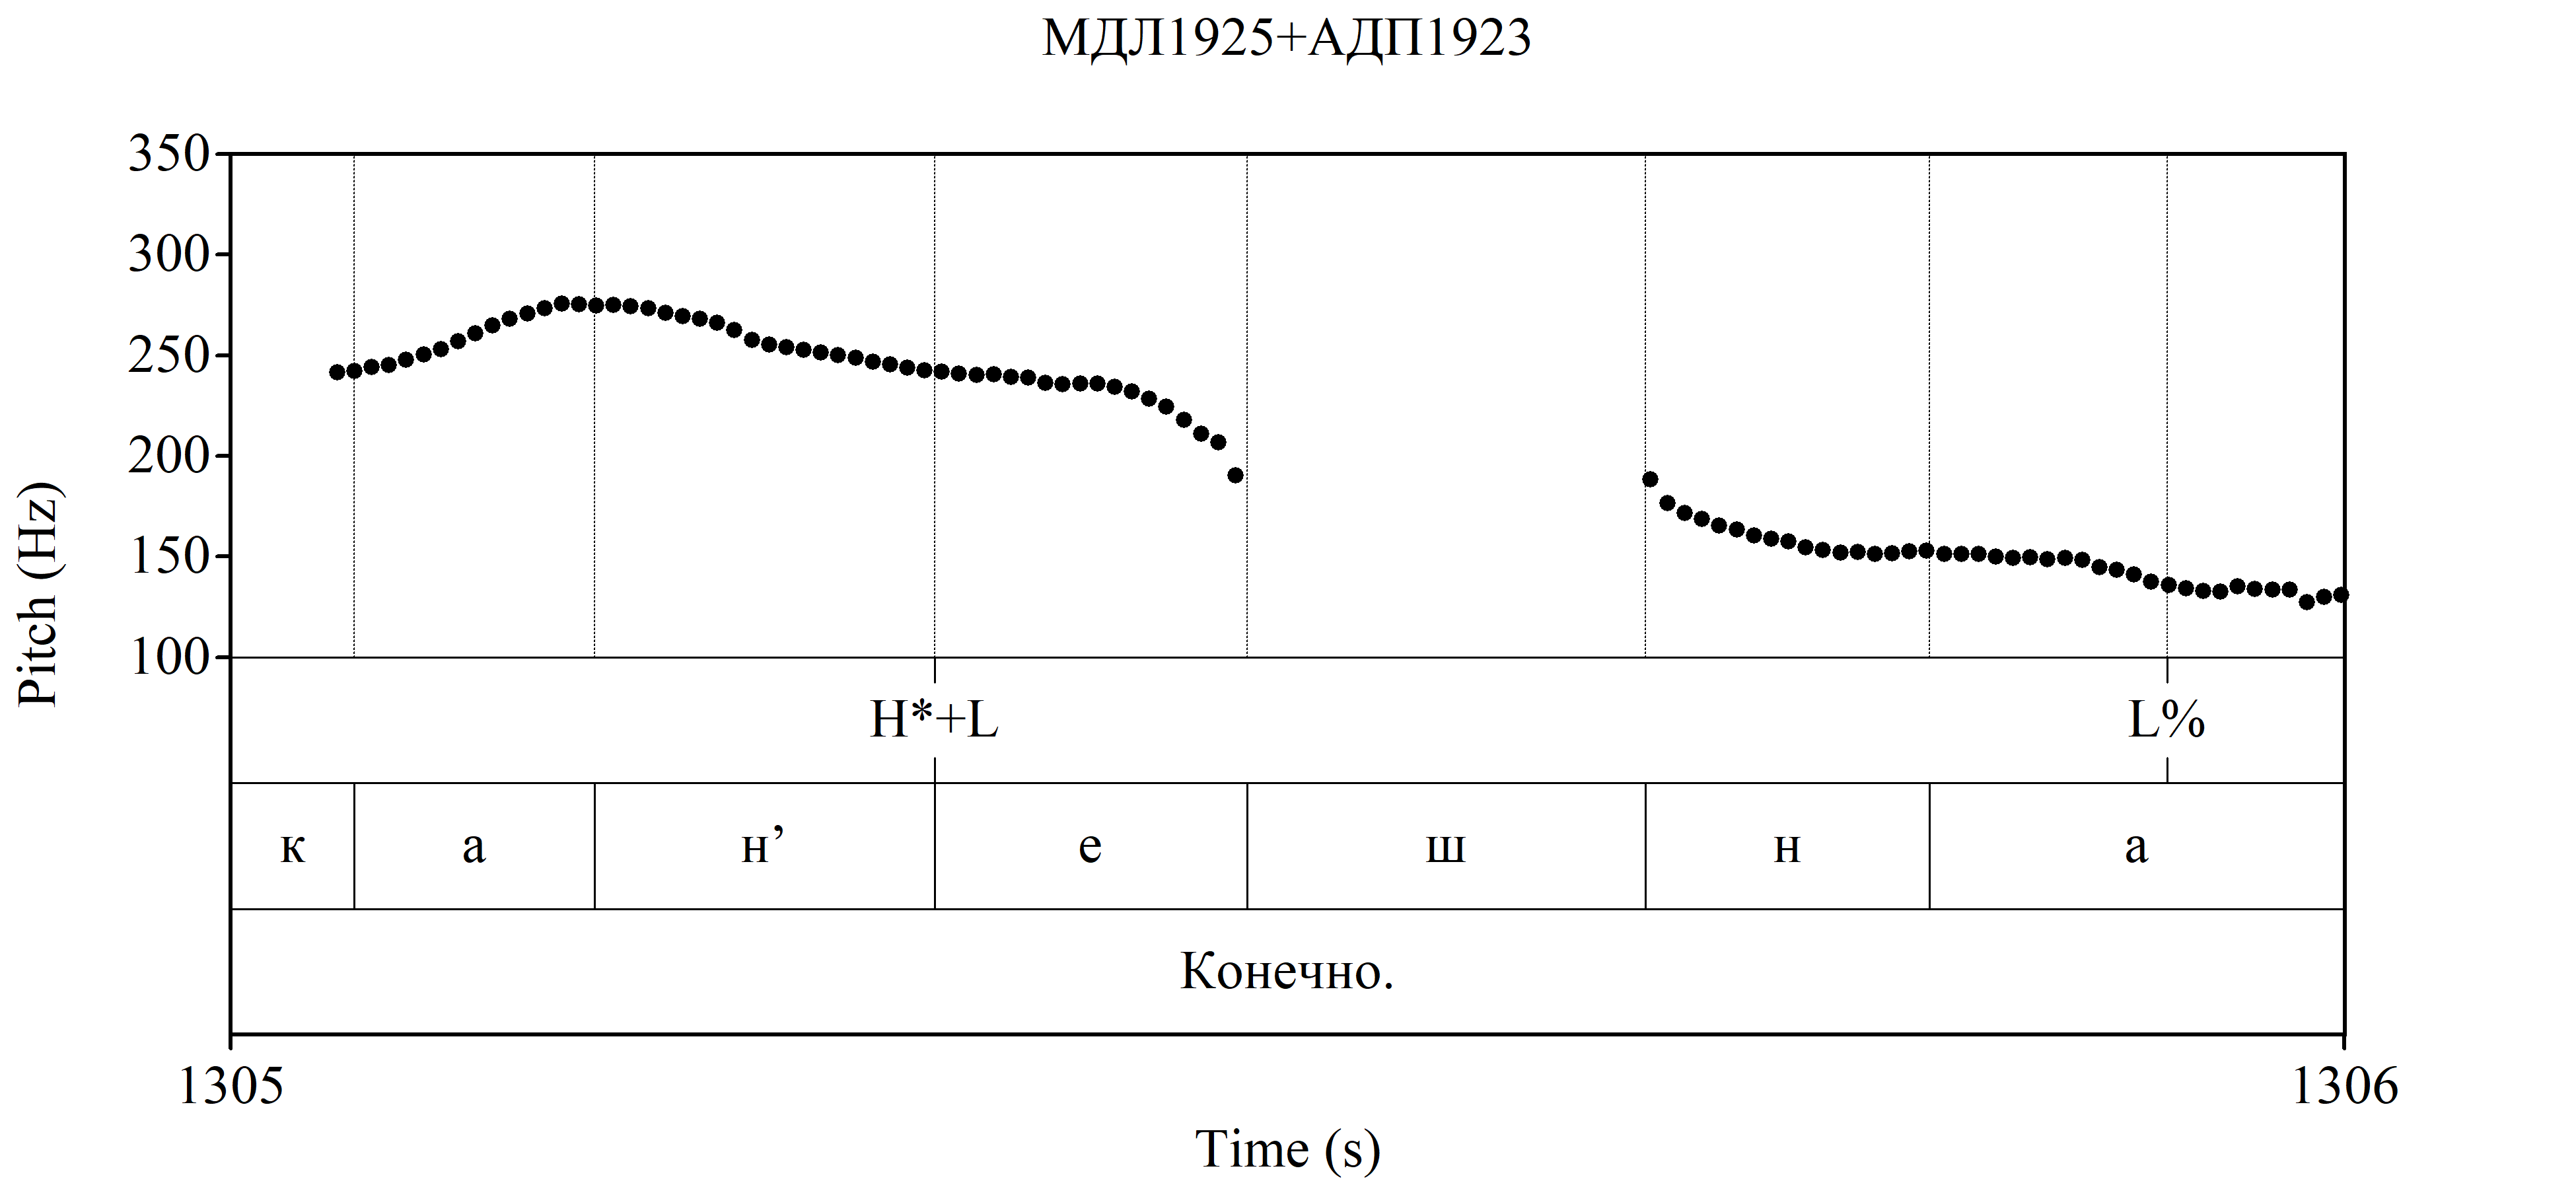 МДЛ1925+АДП1923
350
300
250
200
150
100
Pitch (Hz)
H*+L L%
к а н’ е ш н а
Конечно.
1305 1306
Time (s)